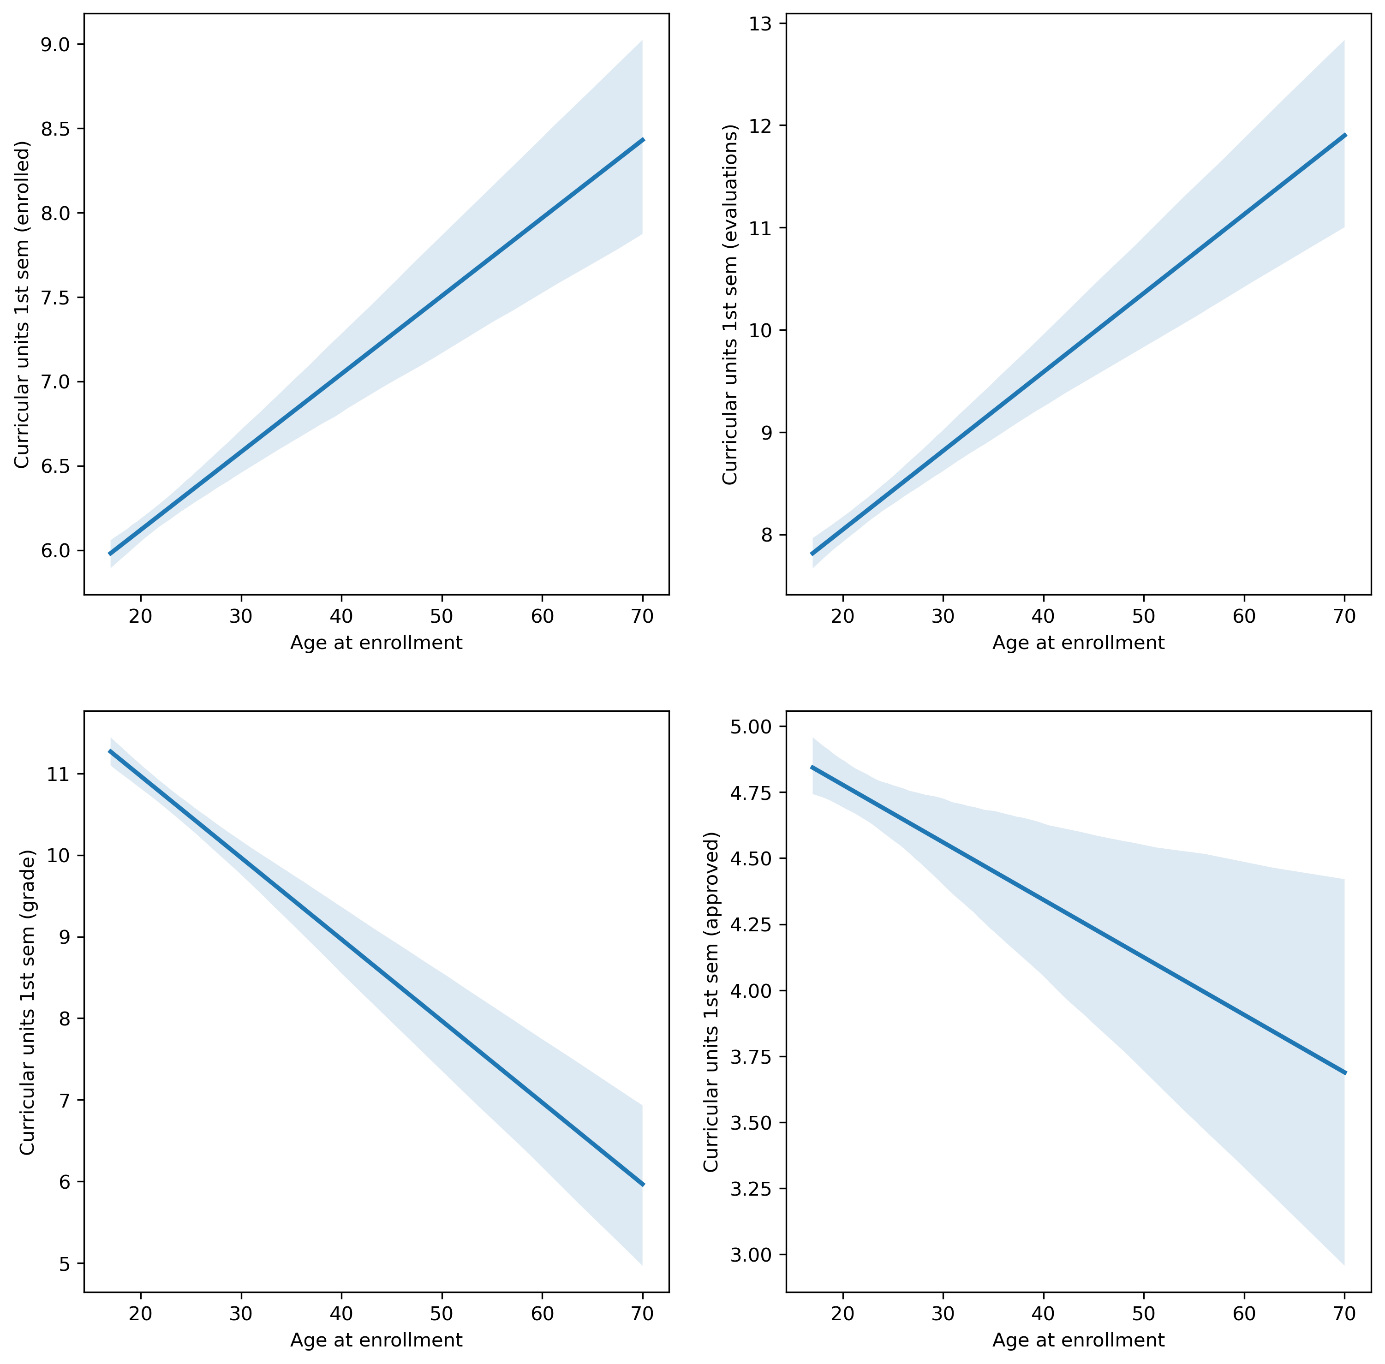 9.0
8.5
8.0
7.5
7.0
6.5
6.0
Curricular units 1st sem (enrolled)
20 30 40 50 60 70
Age at enrollment
13
12
11
10
9
8
Curricular units 1st sem (evaluations)
20 30 40 50 60 70
Age at enrollment
11
10
9
8
7
6
5
Curricular units 1st sem (grade)
20 30 40 50 60 70
Age at enrollment
5.00
4.75
4.50
4.25
4.00
3.75
3.50
3.25
3.00
Curricular units 1st sem (approved)
20 30 40 50 60 70
Age at enrollment